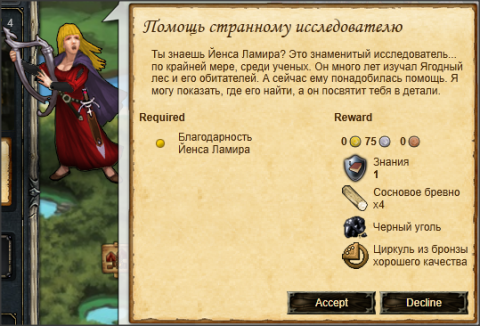 4
Помощь странному исследователю
Ты знаешь Йенса Ламира? Это знаменитый исследователь...
по крайней мере, среди ученых. Он много лет изучал Ягодный
лес и его обитателей. А сейчас ему понадобилась помощь. Я
могу показать, где его найти, а он посвятит тебя в детали.
Required
Благодарность
Йенса Ламира
Reward
0 75 0
Знания
1
Сосновое бревно
x4
Черный уголь
Циркуль из бронзы
хорошего качества
Accept
Decline